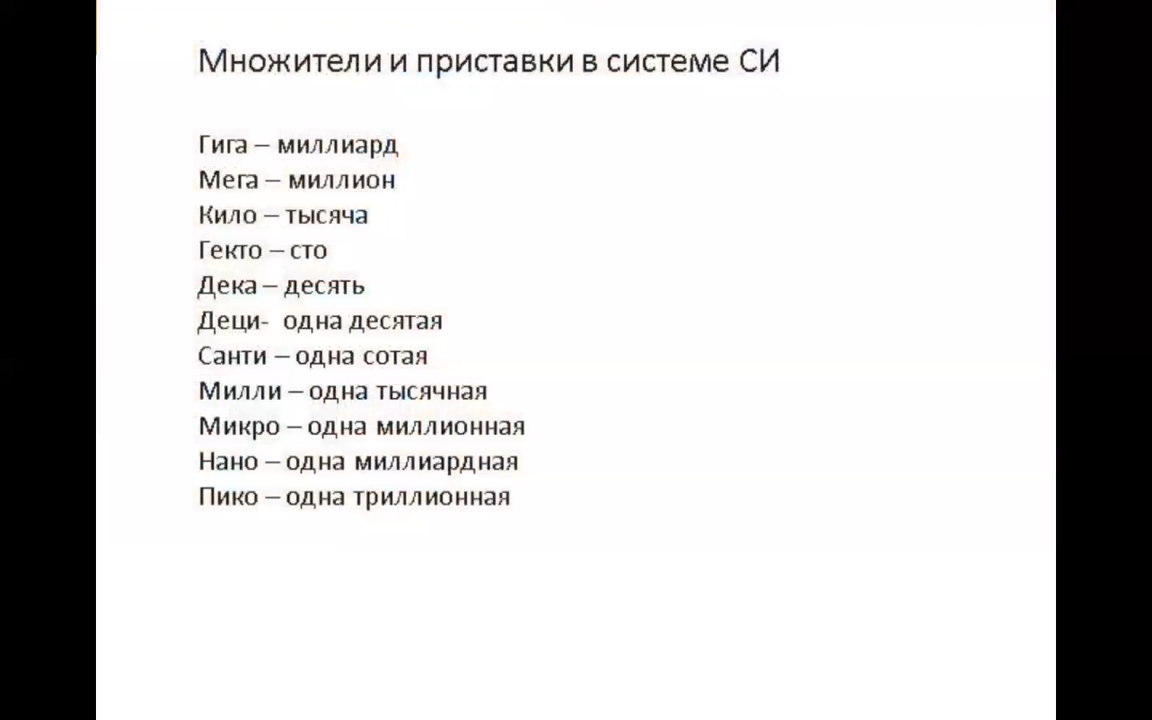 Множители и приставки в системе СИ
Гига – миллиард
Мега – миллион
Кило – тысяча
Гекто – сто
Дека – десять
Деци-  одна десятая
Санти – одна сотая
Милли – одна тысячная
Микро – одна миллионная
Нано – одна миллиардная
Пико – одна триллионная